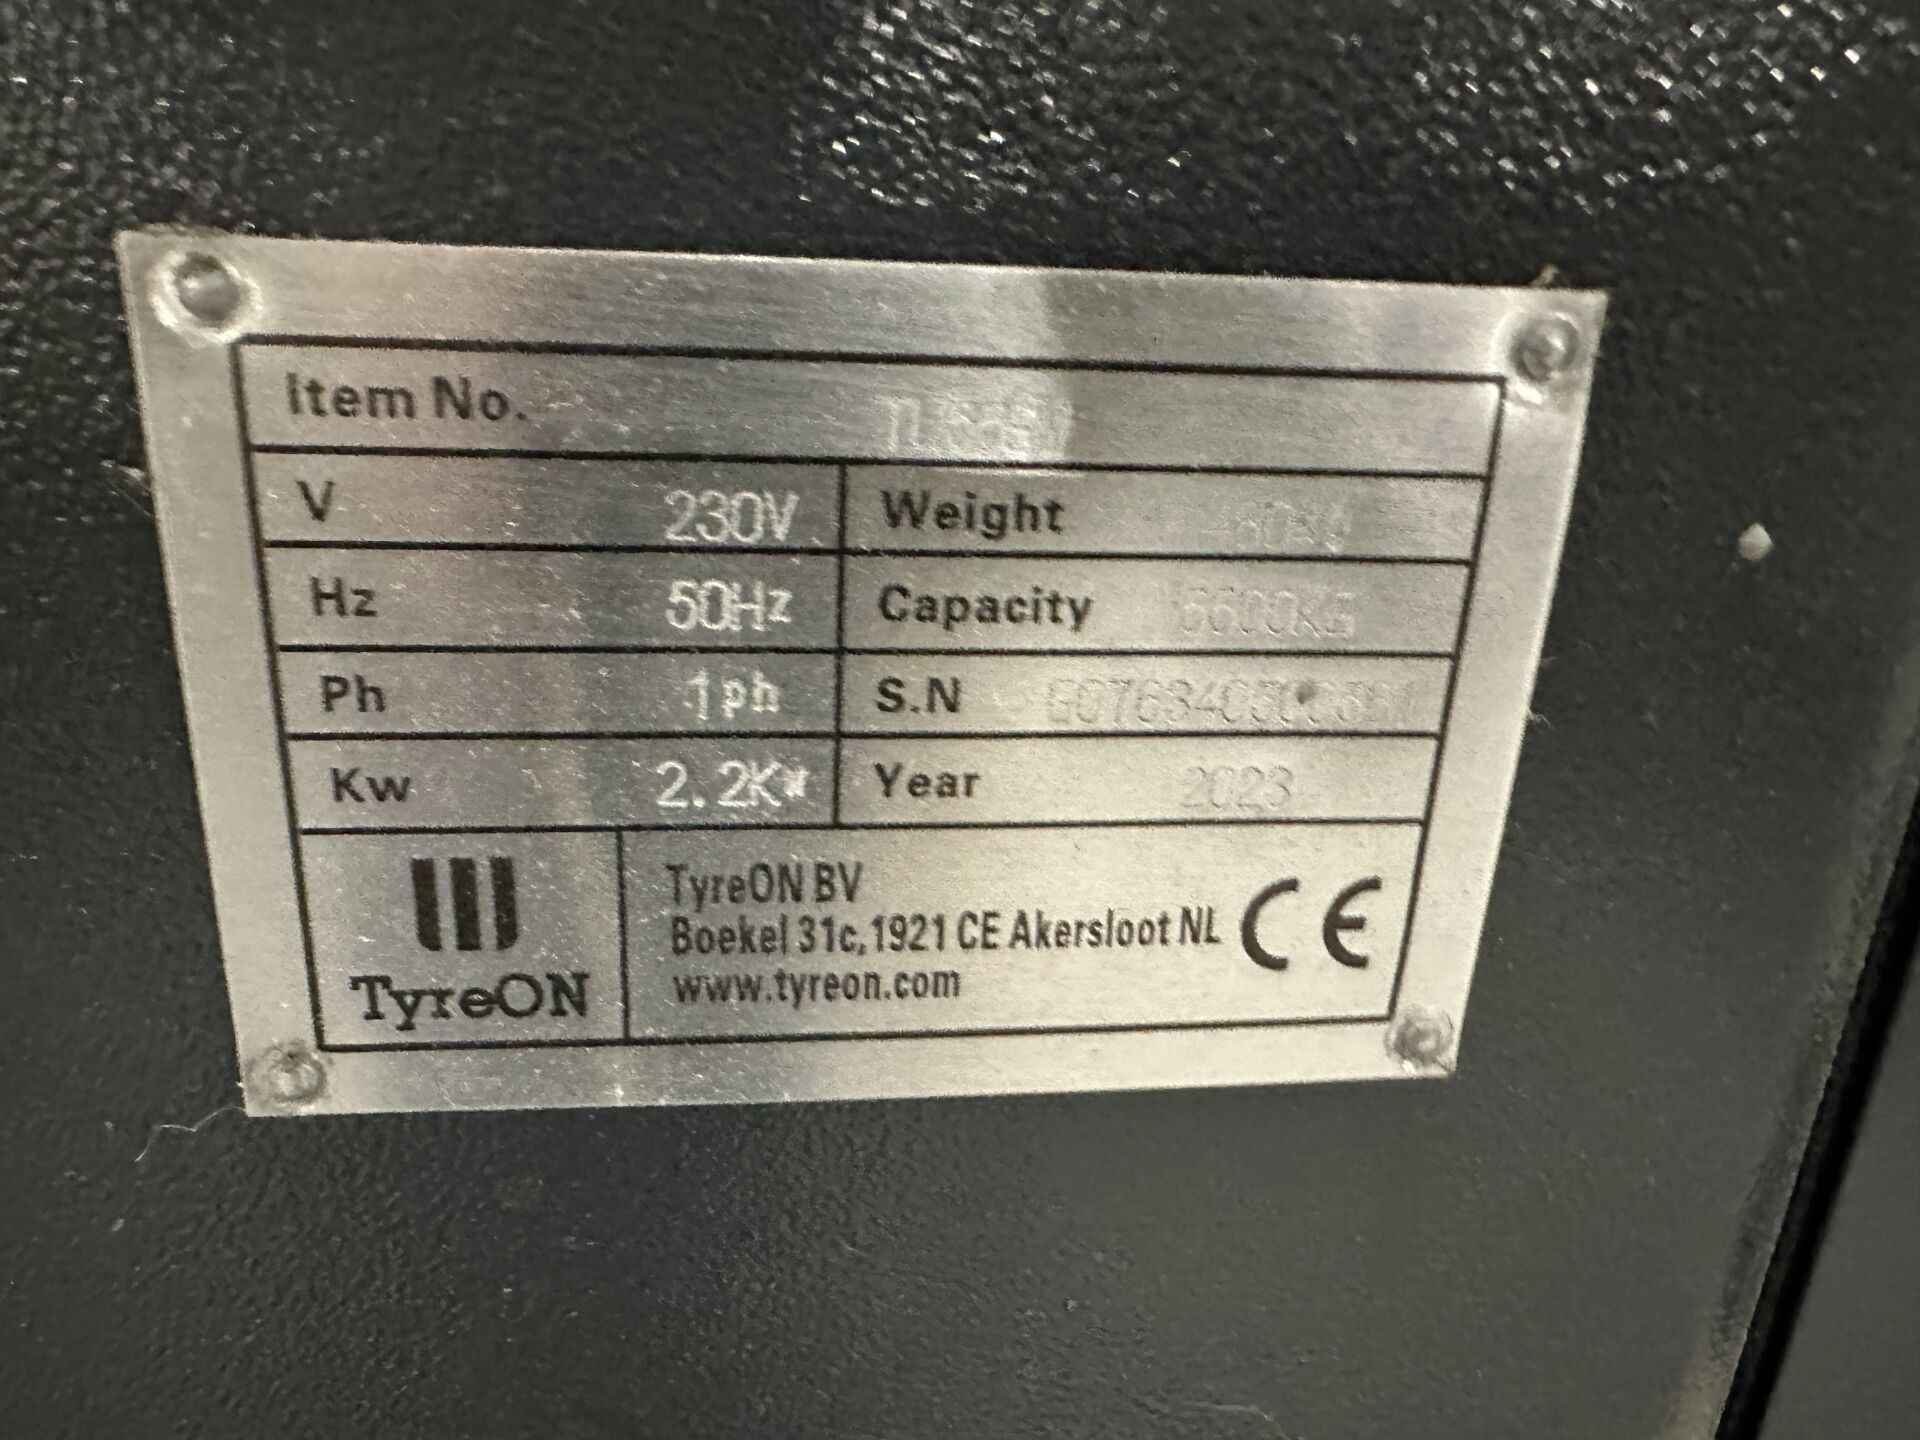 Item No.
V 230V Weight
Hz 50Hz Capacity
Ph 1ph S.N
Kw 2.2Kw Year 2023
TyreON
TyreON BV
Boekel 31c, 1921 CE Akersloot NL
www.tyreon.com
CE